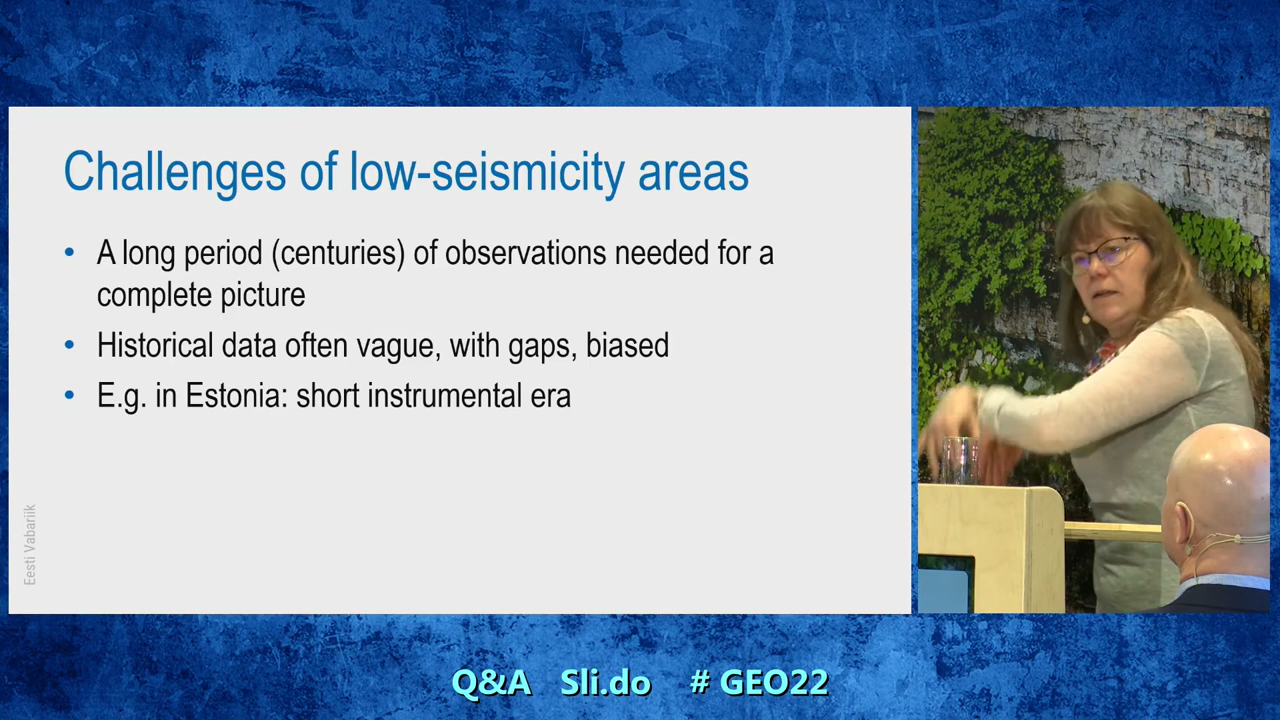 Challenges of low-seismicity areas
• A long period (centuries) of observations needed for a
complete picture
• Historical data often vague, with gaps, biased
• E.g. in Estonia: short instrumental era
Eesti Vabariik
Q&A Sli.do # GEO22